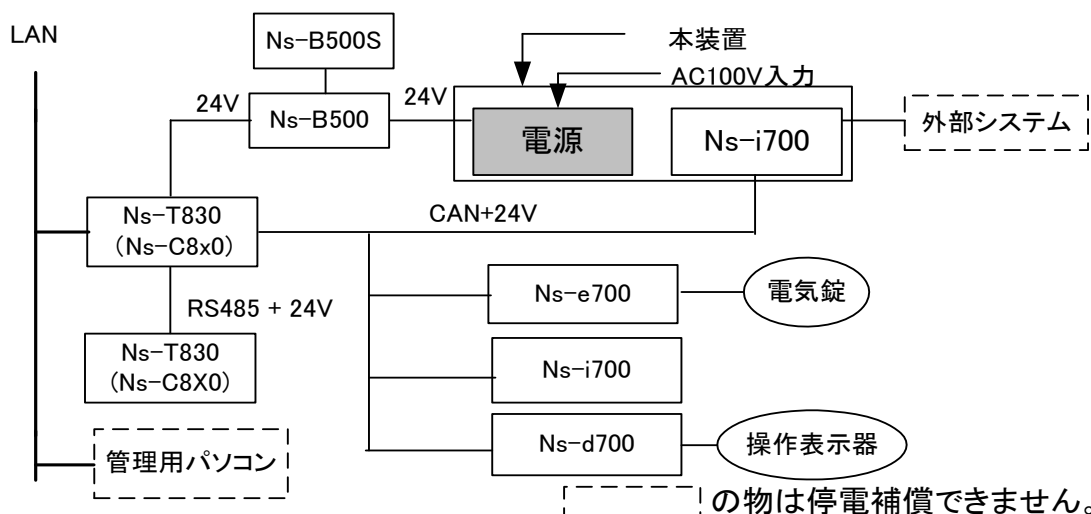 LAN
Ns-B500S
本装置
AC100V入力
24V
Ns-B500
24V
電源
Ns-i700
外部システム
Ns-T830
(Ns-C8x0)
CAN+24V
Ns-e700
電気錠
RS485 + 24V
Ns-T830
(Ns-C8X0)
Ns-i700
管理用パソコン
Ns-d700
操作表示器
の物は停電補償できません。